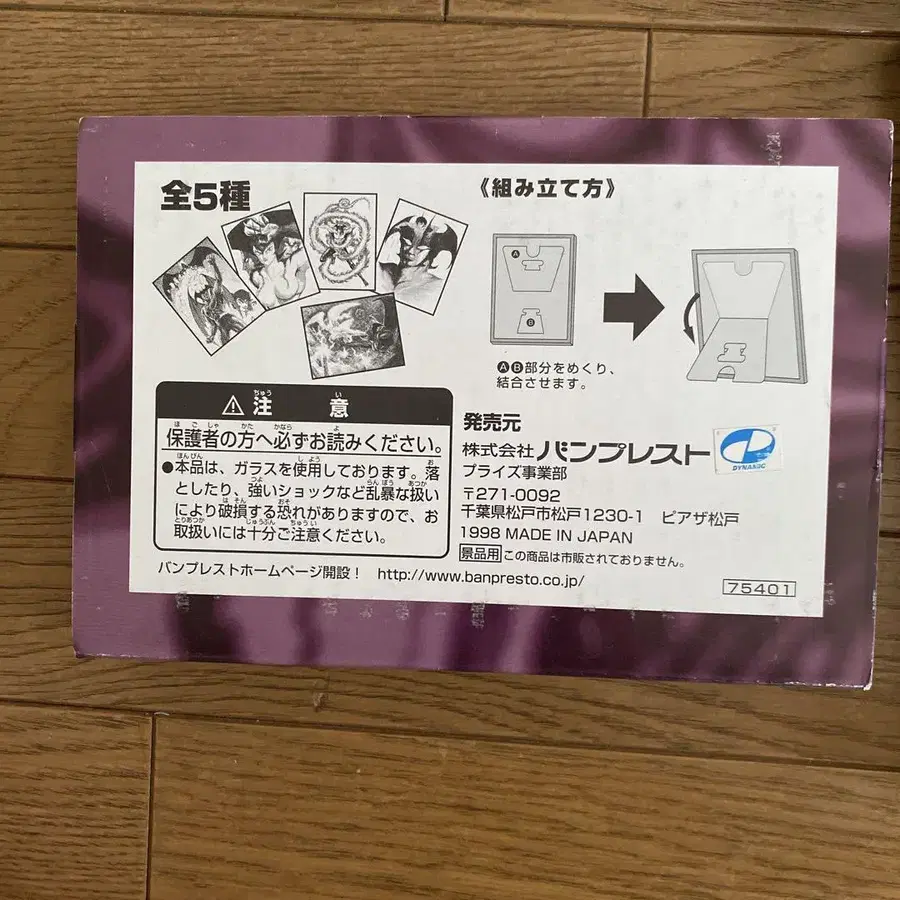 全5種
《組み立て方》
A
B
ⒶⒷ部分をめくり、
結合させます。
⚠注意
保護者の方へ必ずお読みください。
●本品は、ガラスを使用しております。落
としたり、強いショックなど乱暴な扱い
により破損する恐れがありますので、お
取扱いには十分ご注意ください。
バンプレストホームページ開設！ http://www.banpresto.co.jp/
発売元
株式会社 バンプレスト
プライズ事業部
〒271-0092
千葉県松戸市松戸1230-1 ピアザ松戸
1998 MADE IN JAPAN
景品用 この商品は市販されておりません。
DYNAMIC
75401